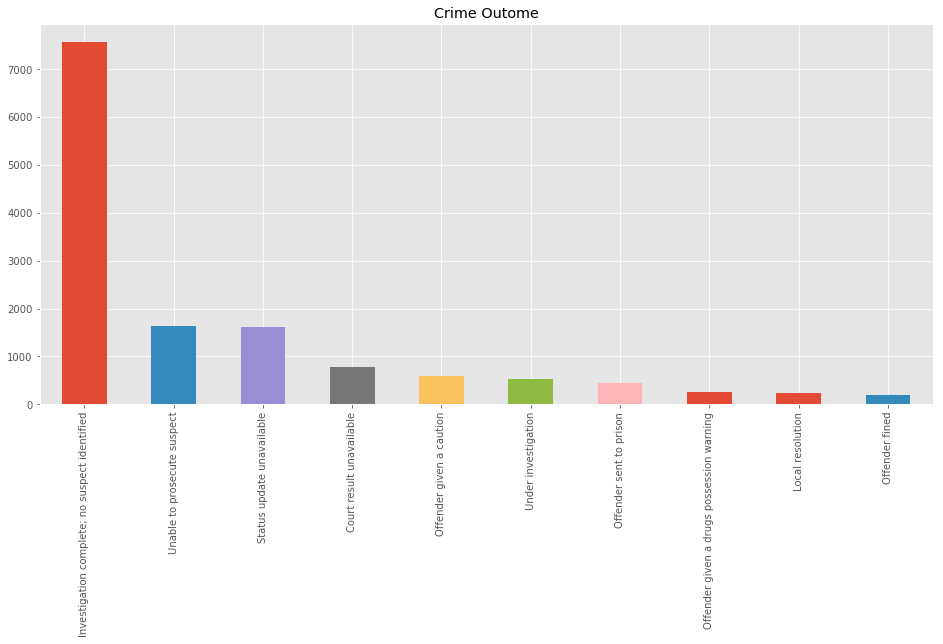 Crime Outome
7000
6000
5000
4000
3000
2000
1000
0
Investigation complete; no suspect identified
Unable to prosecute suspect
Status update unavailable
Court result unavailable
Offender given a caution
Under investigation
Offender sent to prison
Offender given a drugs possession warning
Local resolution
Offender fined